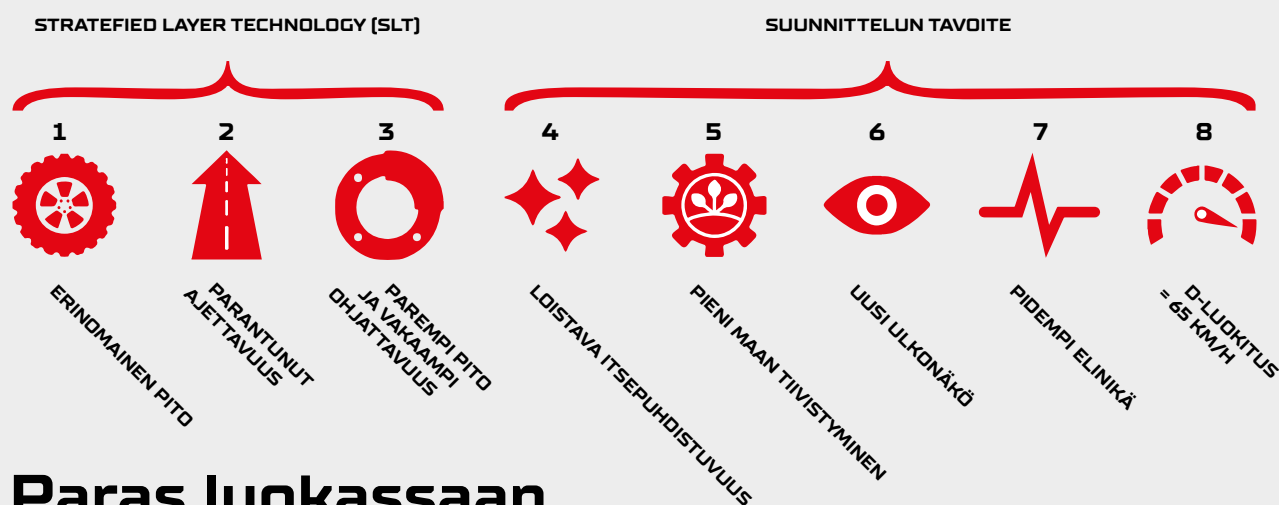 STRATEFIED LAYER TECHNOLOGY (SLT)
SUUNNITTELUN TAVOITE
1
2
3
4
5
6
7
8
ERINOMAINEN PITO
PARANTUNUT
AJETTAVUUS
PAREMPI PITO
JA VAKAAMPI
OHJATTAVUUS
LOISTAVA ITSEPUHDISTUVUUS
PIENI MAAN TIIVISTYMINEN
UUSI ULKONÄKÖ
PIDEMPI ELINIKÄ
D-LUOKITUS
= 65 KM/H
Paras luokassaan